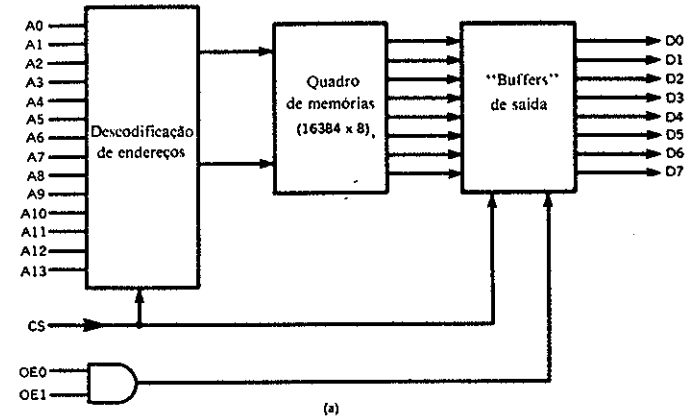 A0
A1
A2
A3
A4
A5
A6
A7
A8
A9
A10
A11
A12
A13
Descodificação
de endereços
Quadro
de memórias
(16384 x 8)
"Buffers"
de saída
D0
D1
D2
D3
D4
D5
D6
D7
CS
OE0
OE1
(a)